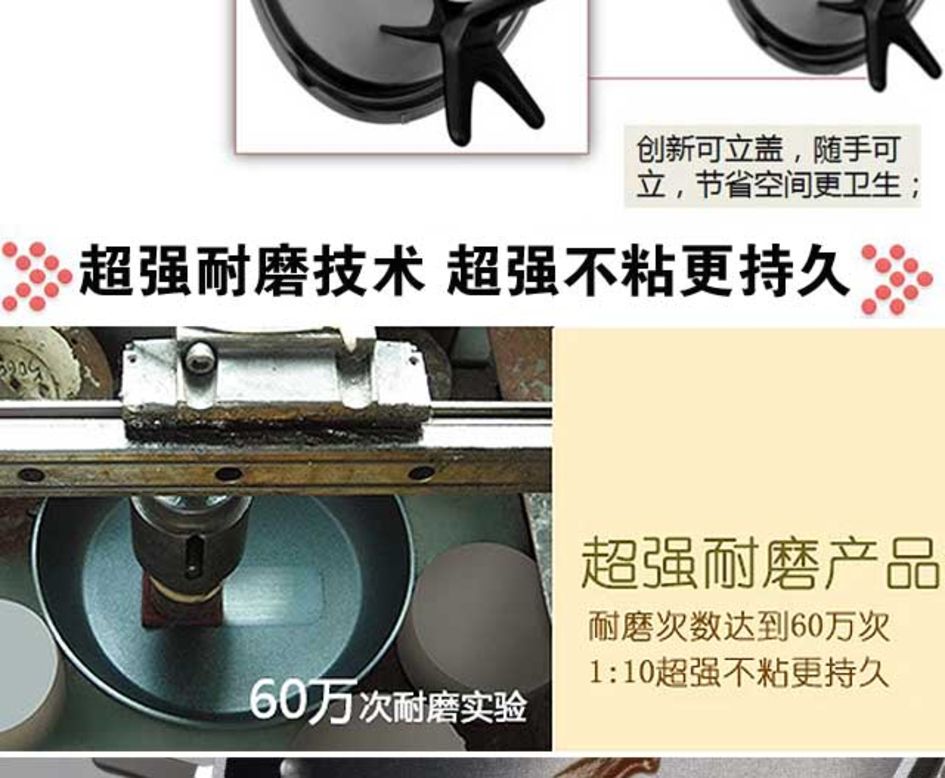 创新可立盖，随手可
立，节省空间更卫生；
超强耐磨技术 超强不粘更持久
超强耐磨产品
耐磨次数达到60万次
1:10超强不粘更持久
60万次耐磨实验